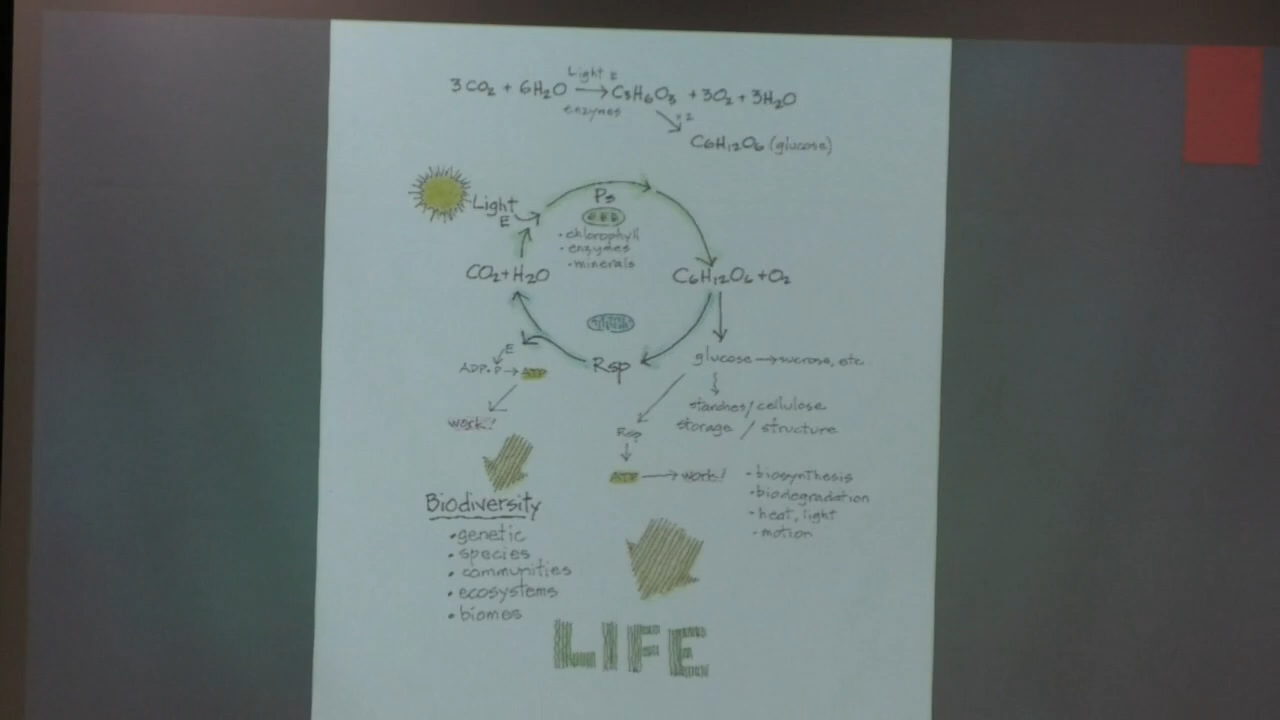 Light E
3CO₂ + 6H₂O → C₃H₆O₃ + 3O₂ + 3H₂O
enzymes
x2
C₆H₁₂O₆ (glucose)
Light
E
Ps
• chlorophyll
• enzymes
• minerals
CO₂+H₂O
C₆H₁₂O₆+O₂
Rsp
E
ADP+P → ATP
work!
glucose → sucrose, etc
starches/cellulose
storage / structure
Rsp
ATP → work!
• biosynthesis
• biodegradation
• heat, light
• motion
Biodiversity
• genetic
• species
• communities
• ecosystems
• biomes
LIFE